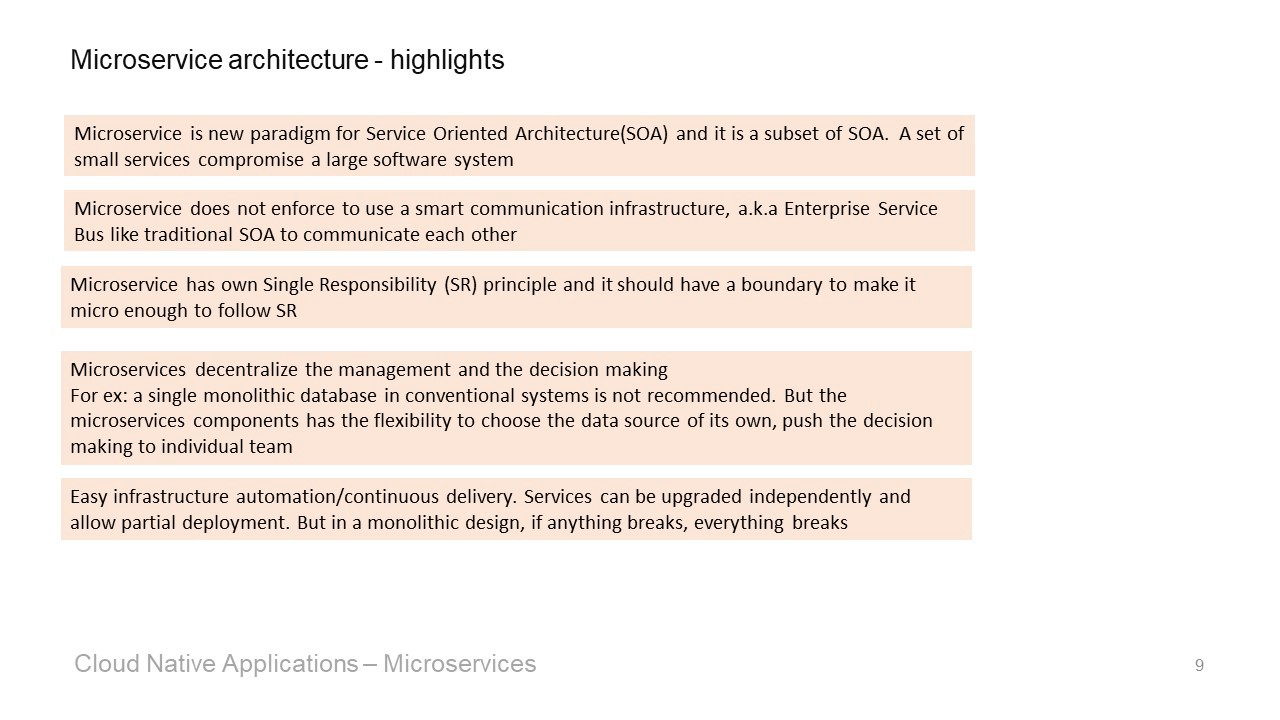 Microservice architecture - highlights
Microservice is new paradigm for Service Oriented Architecture(SOA) and it is a subset of SOA. A set of
small services compromise a large software system
Microservice does not enforce to use a smart communication infrastructure, a.k.a Enterprise Service
Bus like traditional SOA to communicate each other
Microservice has own Single Responsibility (SR) principle and it should have a boundary to make it
micro enough to follow SR
Microservices decentralize the management and the decision making
For ex: a single monolithic database in conventional systems is not recommended. But the
microservices components has the flexibility to choose the data source of its own, push the decision
making to individual team
Easy infrastructure automation/continuous delivery. Services can be upgraded independently and
allow partial deployment. But in a monolithic design, if anything breaks, everything breaks
Cloud Native Applications – Microservices
9